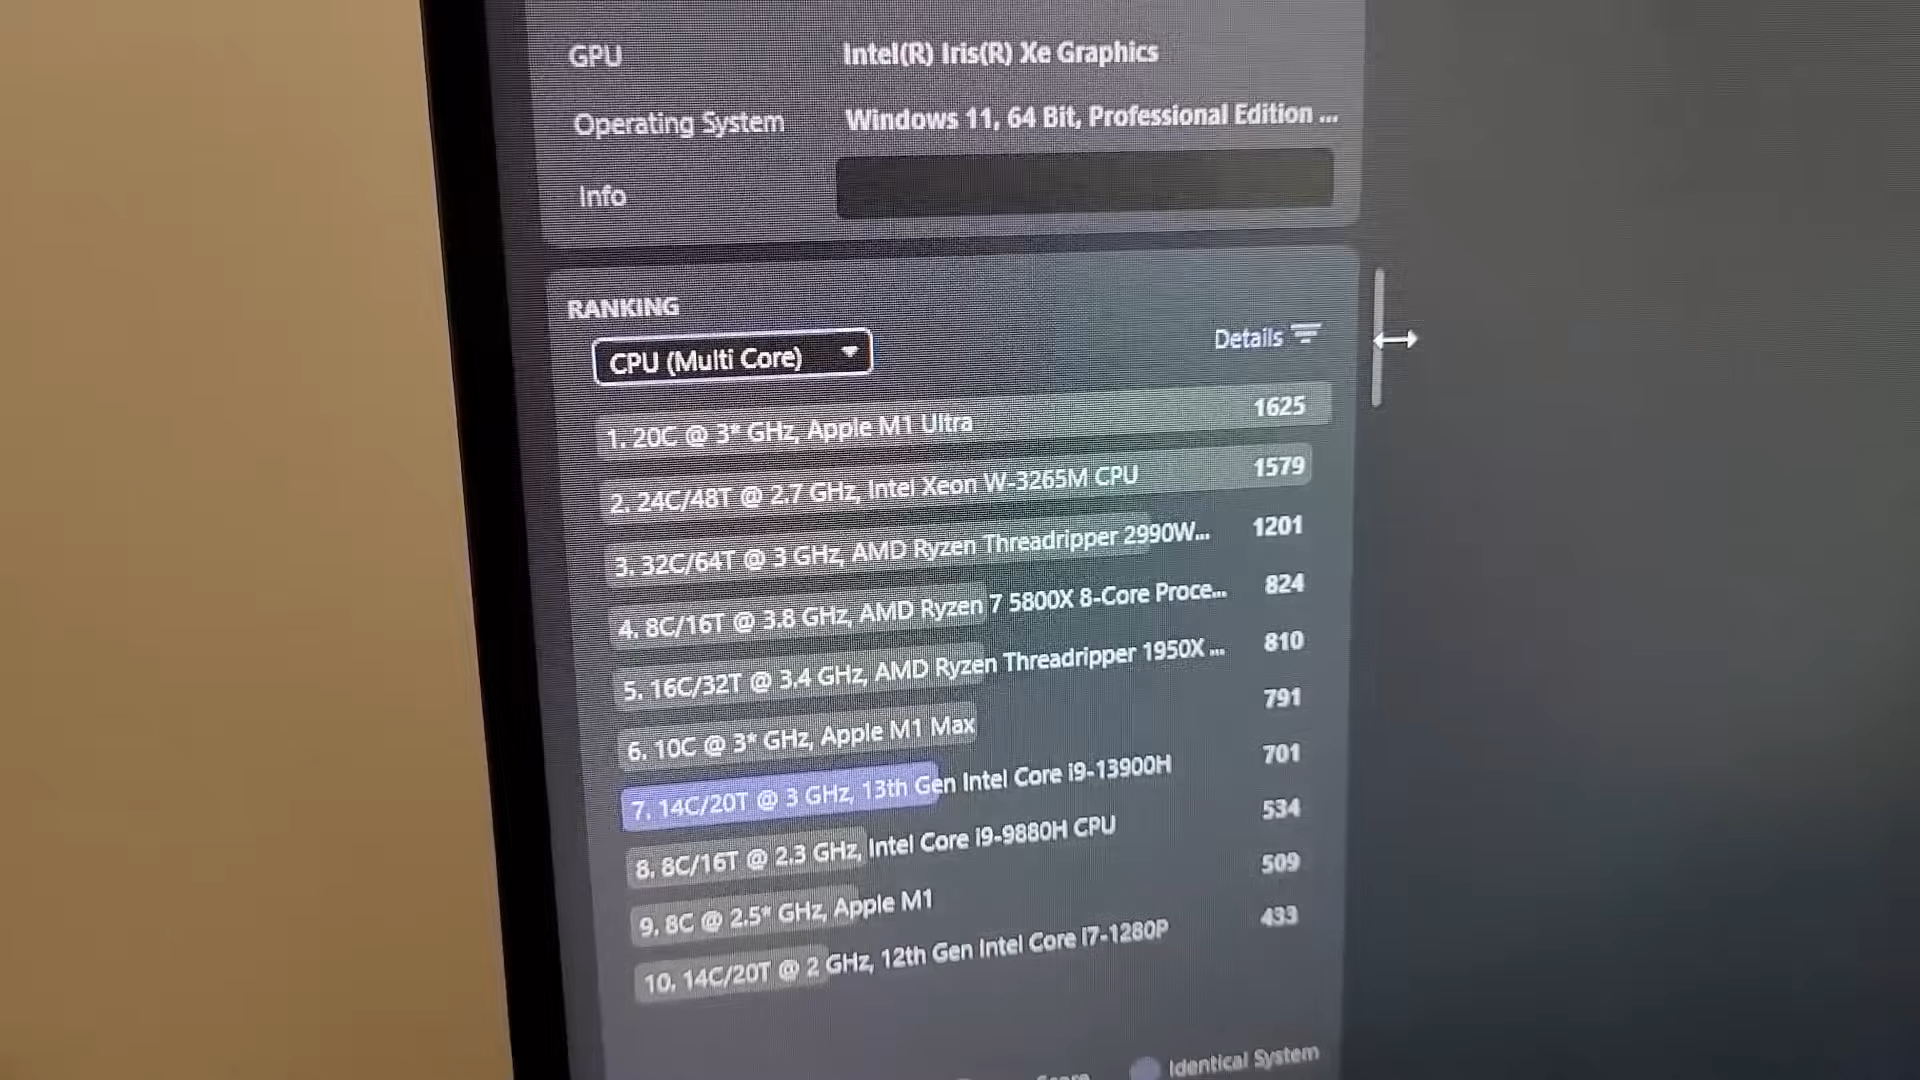 GPU Intel(R) Iris(R) Xe Graphics
Operating System Windows 11, 64 Bit, Professional Edition ...
Info
RANKING
CPU (Multi Core)
Details
1. 20C @ 3* GHz, Apple M1 Ultra 1625
2. 24C/48T @ 2.7 GHz, Intel Xeon W-3265M CPU 1579
3. 32C/64T @ 3 GHz, AMD Ryzen Threadripper 2990W... 1201
4. 8C/16T @ 3.8 GHz, AMD Ryzen 7 5800X 8-Core Proce... 824
5. 16C/32T @ 3.4 GHz, AMD Ryzen Threadripper 1950X ... 810
6. 10C @ 3* GHz, Apple M1 Max 791
7. 14C/20T @ 3 GHz, 13th Gen Intel Core i9-13900H 701
8. 8C/16T @ 2.3 GHz, Intel Core i9-9880H CPU 534
9. 8C @ 2.5* GHz, Apple M1 509
10. 14C/20T @ 2 GHz, 12th Gen Intel Core i7-1280P 433
Identical System